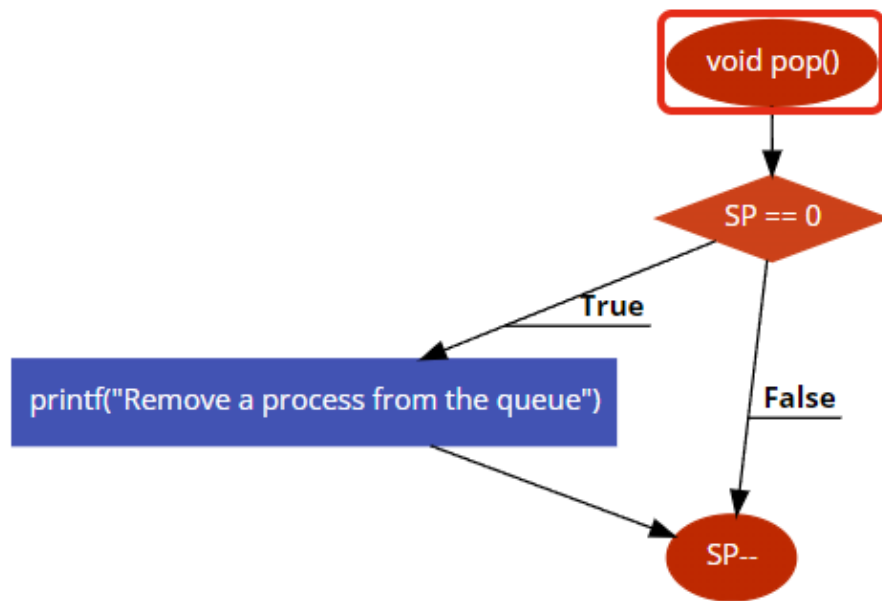 void pop()
SP == 0
True
printf("Remove a process from the queue")
False
SP--